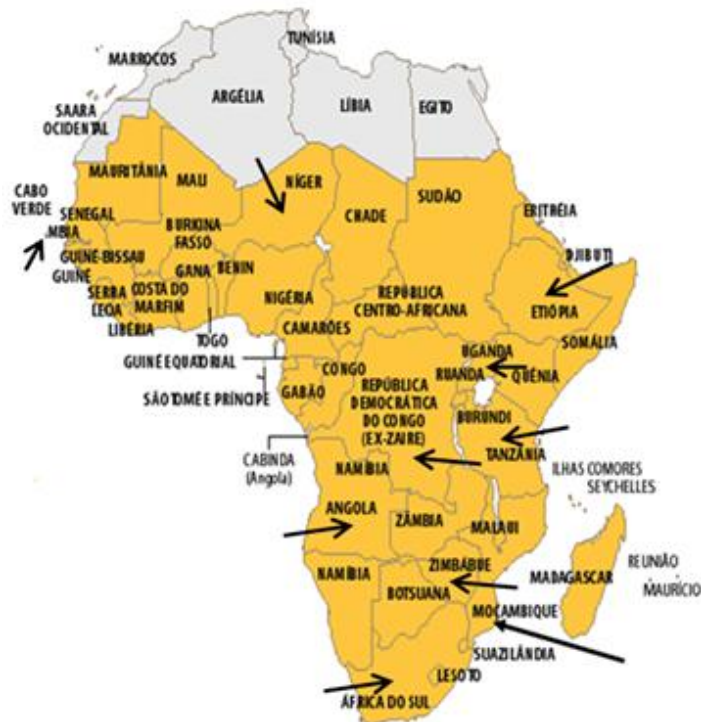 TUNÍSIA
MARROCOS
ARGÉLIA
LÍBIA
EGITO
SAARA
OCIDENTAL
MAURITÂNIA
MALI
NÍGER
CHADE
SUDÃO
CABO
VERDE
SENEGAL
ERITRÉIA
.MBIA
BURKINA
FASSO
GUINÉ-BISSAU
GUINÉ
DJIBUTI
GANA
BENIN
SERRA
LEOA
COSTA DO
MARFIM
NIGÉRIA
REPÚBLICA
CENTRO-AFRICANA
ETIÓPIA
LIBÉRIA
CAMARÕES
TOGO
SOMÁLIA
GUINÉ EQUATORIAL
UGANDA
CONGO
RUANDA
QUÉNIA
GABÃO
SÃO TOMÉ E PRÍNCIPE
REPÚBLICA
DEMOCRÁTICA
DO CONGO
(EX-ZAIRE)
BURUNDI
TANZÂNIA
CABINDA
(Angola)
NAMÍBIA
ILHAS COMORES
SEYCHELLES
ANGOLA
ZÂMBIA
MALAUI
NAMÍBIA
ZIMBÁBUE
MADAGASCAR
REUNIÃO
MAURÍCIO
BOTSUANA
MOÇAMBIQUE
SUAZILÂNDIA
LESOTO
ÁFRICA DO SUL